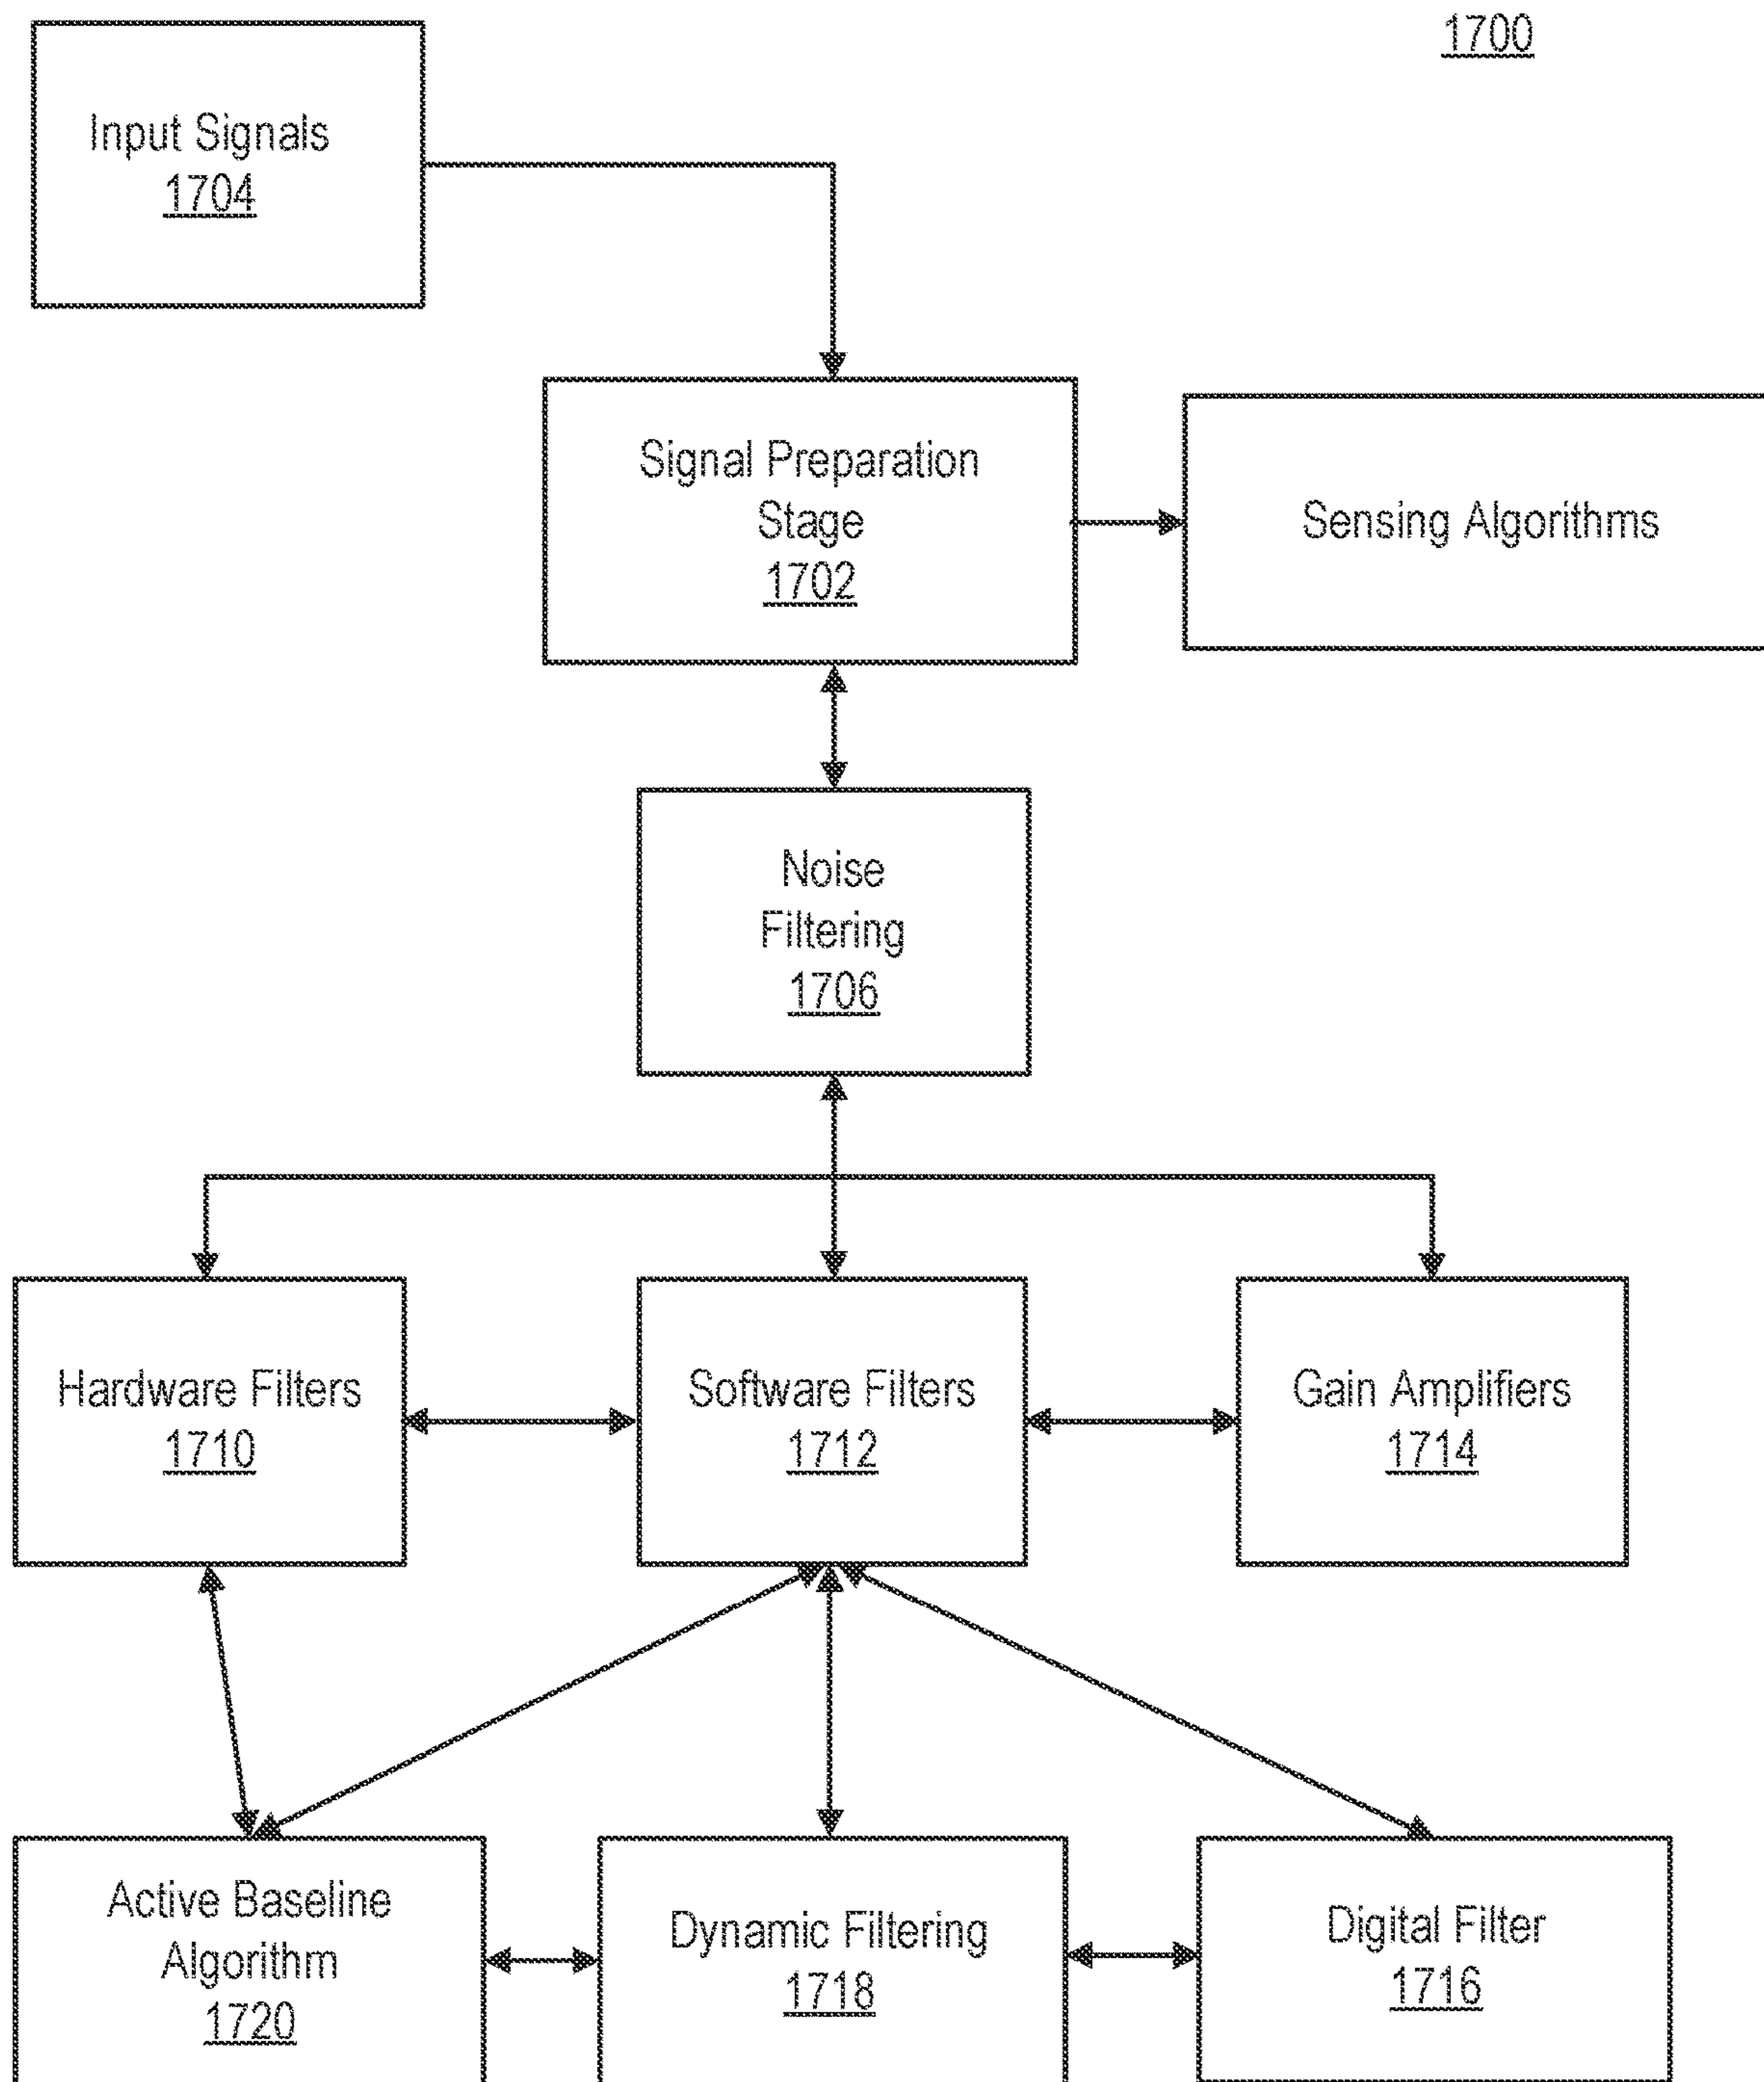 1700
Input Signals
1704
Signal Preparation
Stage
1702
Sensing Algorithms
Noise
Filtering
1706
Hardware Filters
1710
Software Filters
1712
Gain Amplifiers
1714
Active Baseline
Algorithm
1720
Dynamic Filtering
1718
Digital Filter
1716